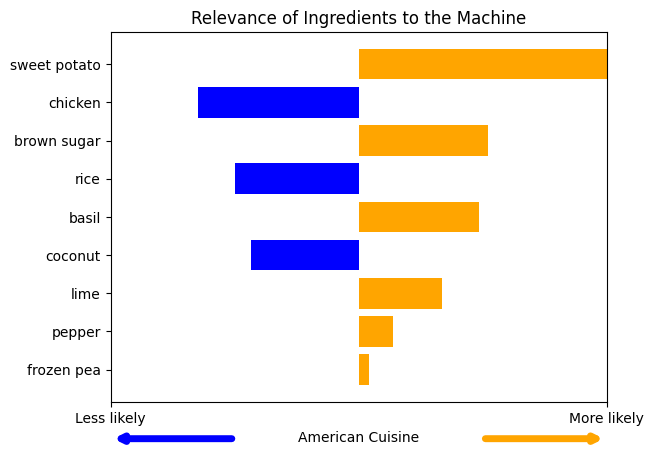 Relevance of Ingredients to the Machine
sweet potato
chicken
brown sugar
rice
basil
coconut
lime
pepper
frozen pea
Less likely
More likely
American Cuisine